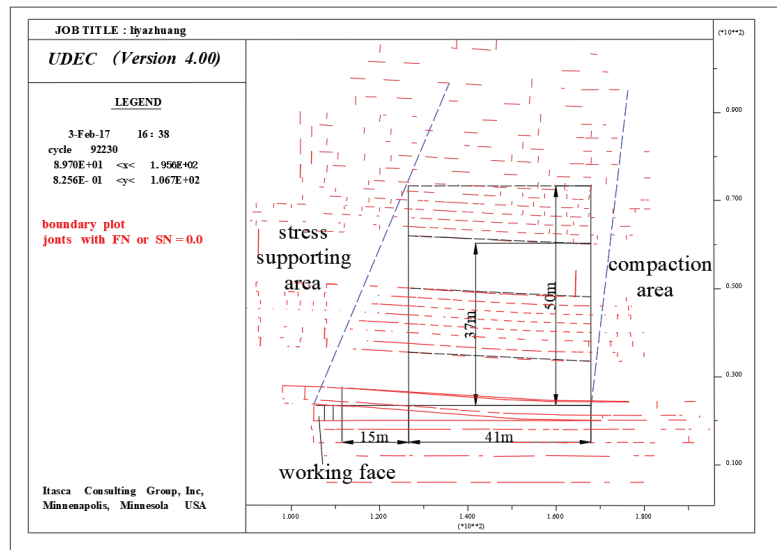 JOB TITLE : liyazhuang
(*10**2)
UDEC (Version 4.00)
LEGEND
3-Feb-17 16 : 38
cycle 92230
8.970E+01 <x< 1.956E+02
8.256E- 01 <y< 1.067E+02
boundary plot
jonts with FN or SN = 0.0
0.900
0.700
0.500
0.300
0.100
stress
supporting
area
compaction
area
50m
37m
15m
41m
working face
Itasca Consulting Group, Inc,
Minnenapolis, Minnesola USA
1.000
1.200
1.400
1.600
1.800
(*10**2)